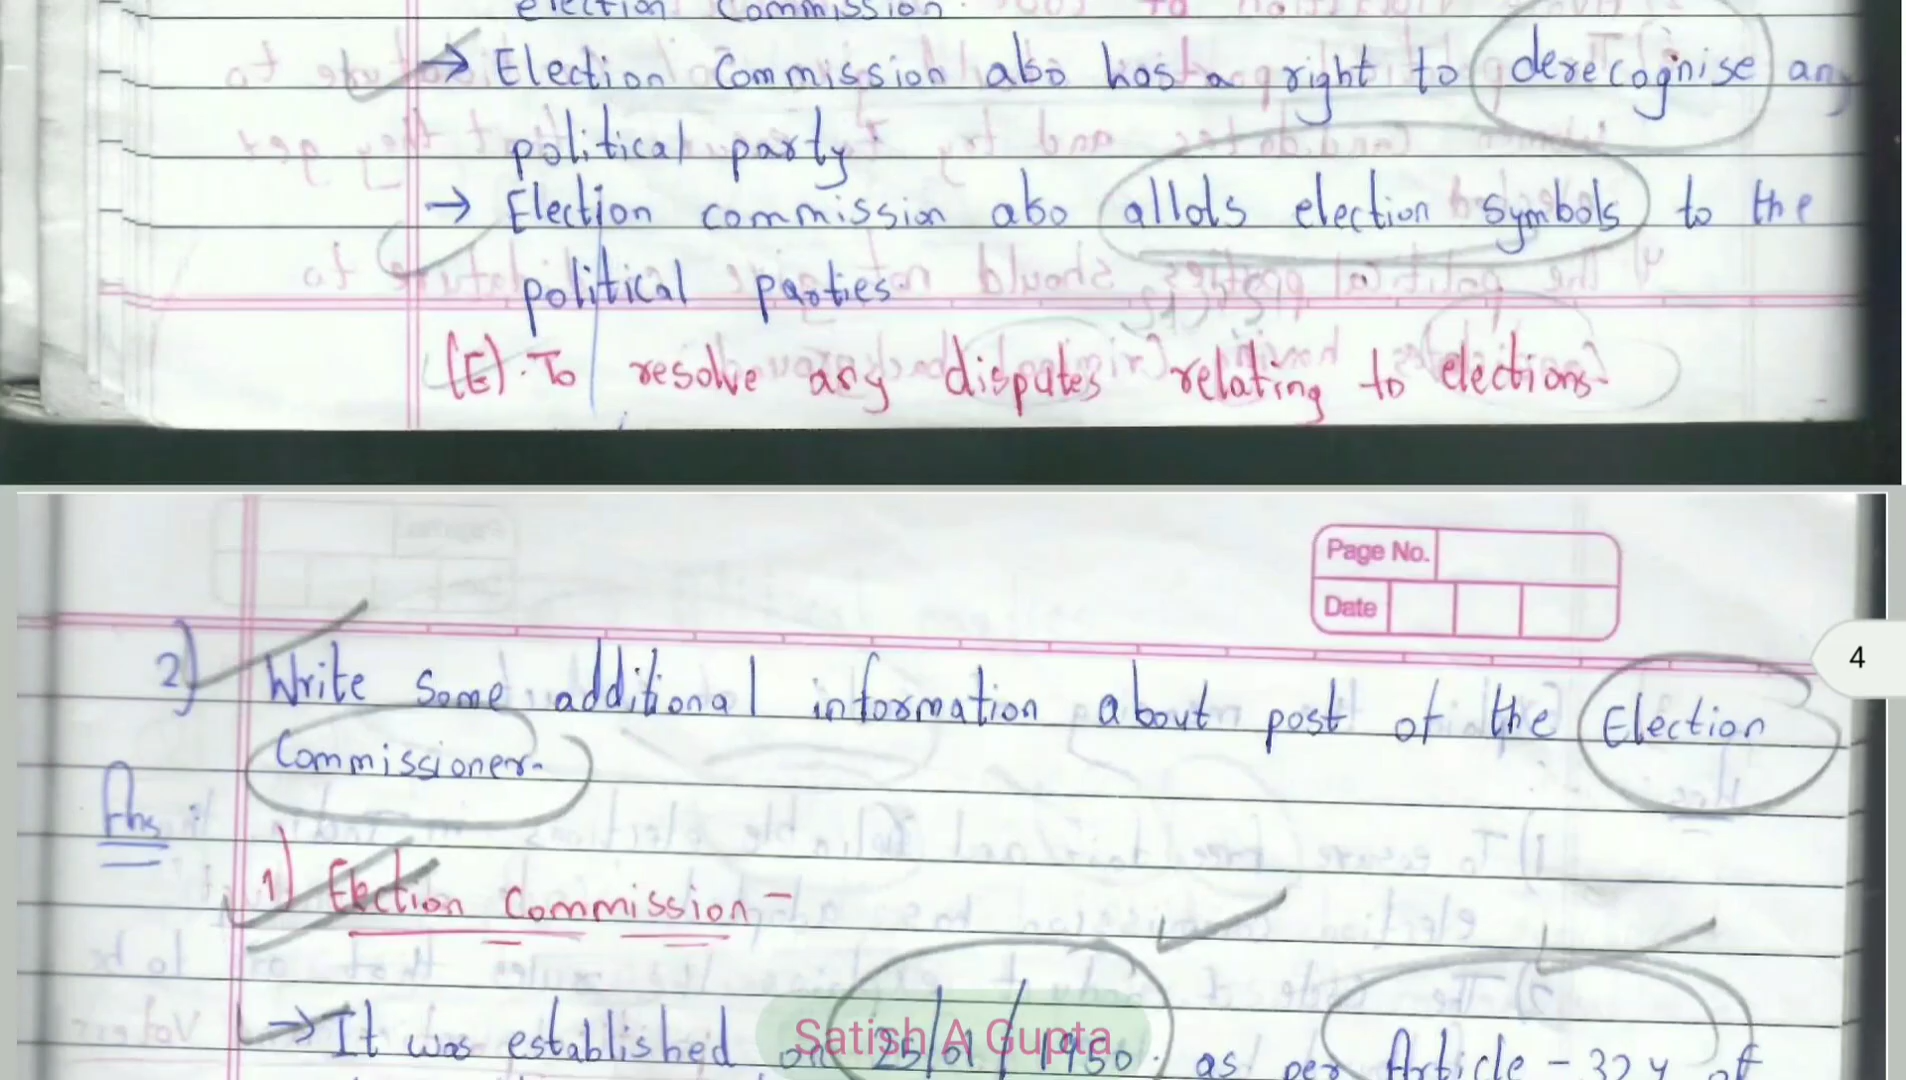 election Commission.
→ Election Commission also has a right to derecognise any
political party.
→ Election commission also allots election symbols to the
political parties.
(E). To resolve any disputes relating to elections.
Page No.
Date
2) Write Some additional information about post of the Election
Commissioner.
4
Ans
1) Election Commission -
→ It was established on 25/01/1950. as per Article - 324 of
Satish A Gupta